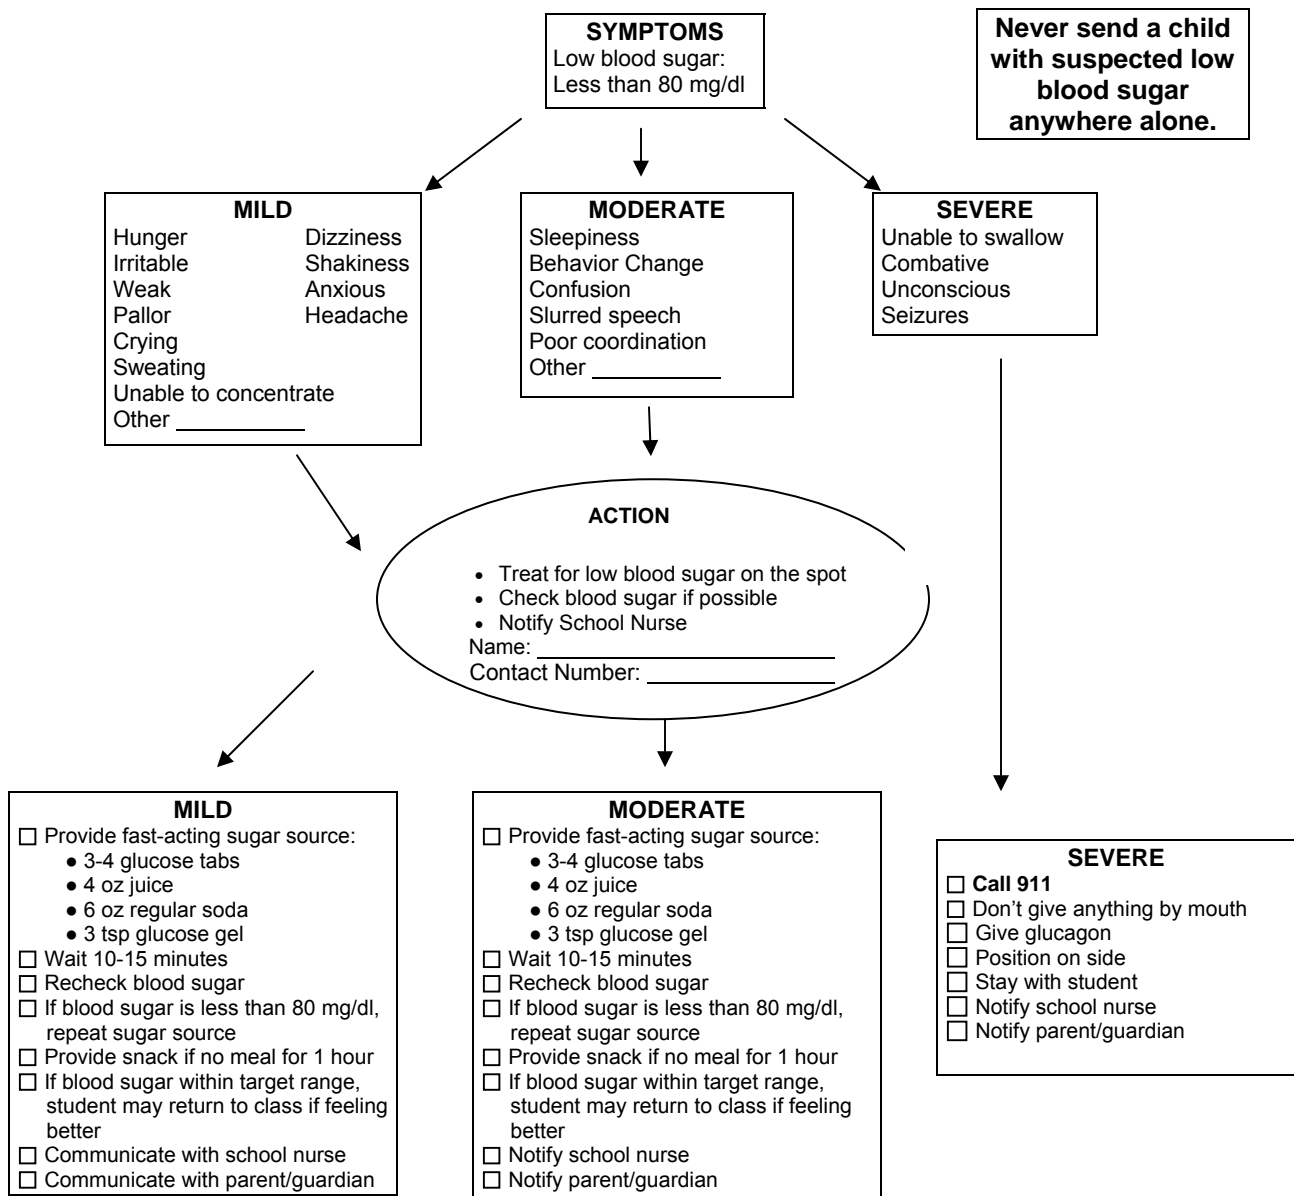 SYMPTOMS
Low blood sugar:
Less than 80 mg/dl
Never send a child
with suspected low
blood sugar
anywhere alone.
MILD
Hunger Dizziness
Irritable Shakiness
Weak Anxious
Pallor Headache
Crying
Sweating
Unable to concentrate
Other ___________
MODERATE
Sleepiness
Behavior Change
Confusion
Slurred speech
Poor coordination
Other ___________
SEVERE
Unable to swallow
Combative
Unconscious
Seizures
ACTION
• Treat for low blood sugar on the spot
• Check blood sugar if possible
• Notify School Nurse
Name: ___________
Contact Number: ___________
MILD
☐ Provide fast-acting sugar source:
● 3-4 glucose tabs
● 4 oz juice
● 6 oz regular soda
● 3 tsp glucose gel
☐ Wait 10-15 minutes
☐ Recheck blood sugar
☐ If blood sugar is less than 80 mg/dl,
repeat sugar source
☐ Provide snack if no meal for 1 hour
☐ If blood sugar within target range,
student may return to class if feeling
better
☐ Communicate with school nurse
☐ Communicate with parent/guardian
MODERATE
☐ Provide fast-acting sugar source:
● 3-4 glucose tabs
● 4 oz juice
● 6 oz regular soda
● 3 tsp glucose gel
☐ Wait 10-15 minutes
☐ Recheck blood sugar
☐ If blood sugar is less than 80 mg/dl,
repeat sugar source
☐ Provide snack if no meal for 1 hour
☐ If blood sugar within target range,
student may return to class if feeling
better
☐ Notify school nurse
☐ Notify parent/guardian
SEVERE
☐ Call 911
☐ Don't give anything by mouth
☐ Give glucagon
☐ Position on side
☐ Stay with student
☐ Notify school nurse
☐ Notify parent/guardian